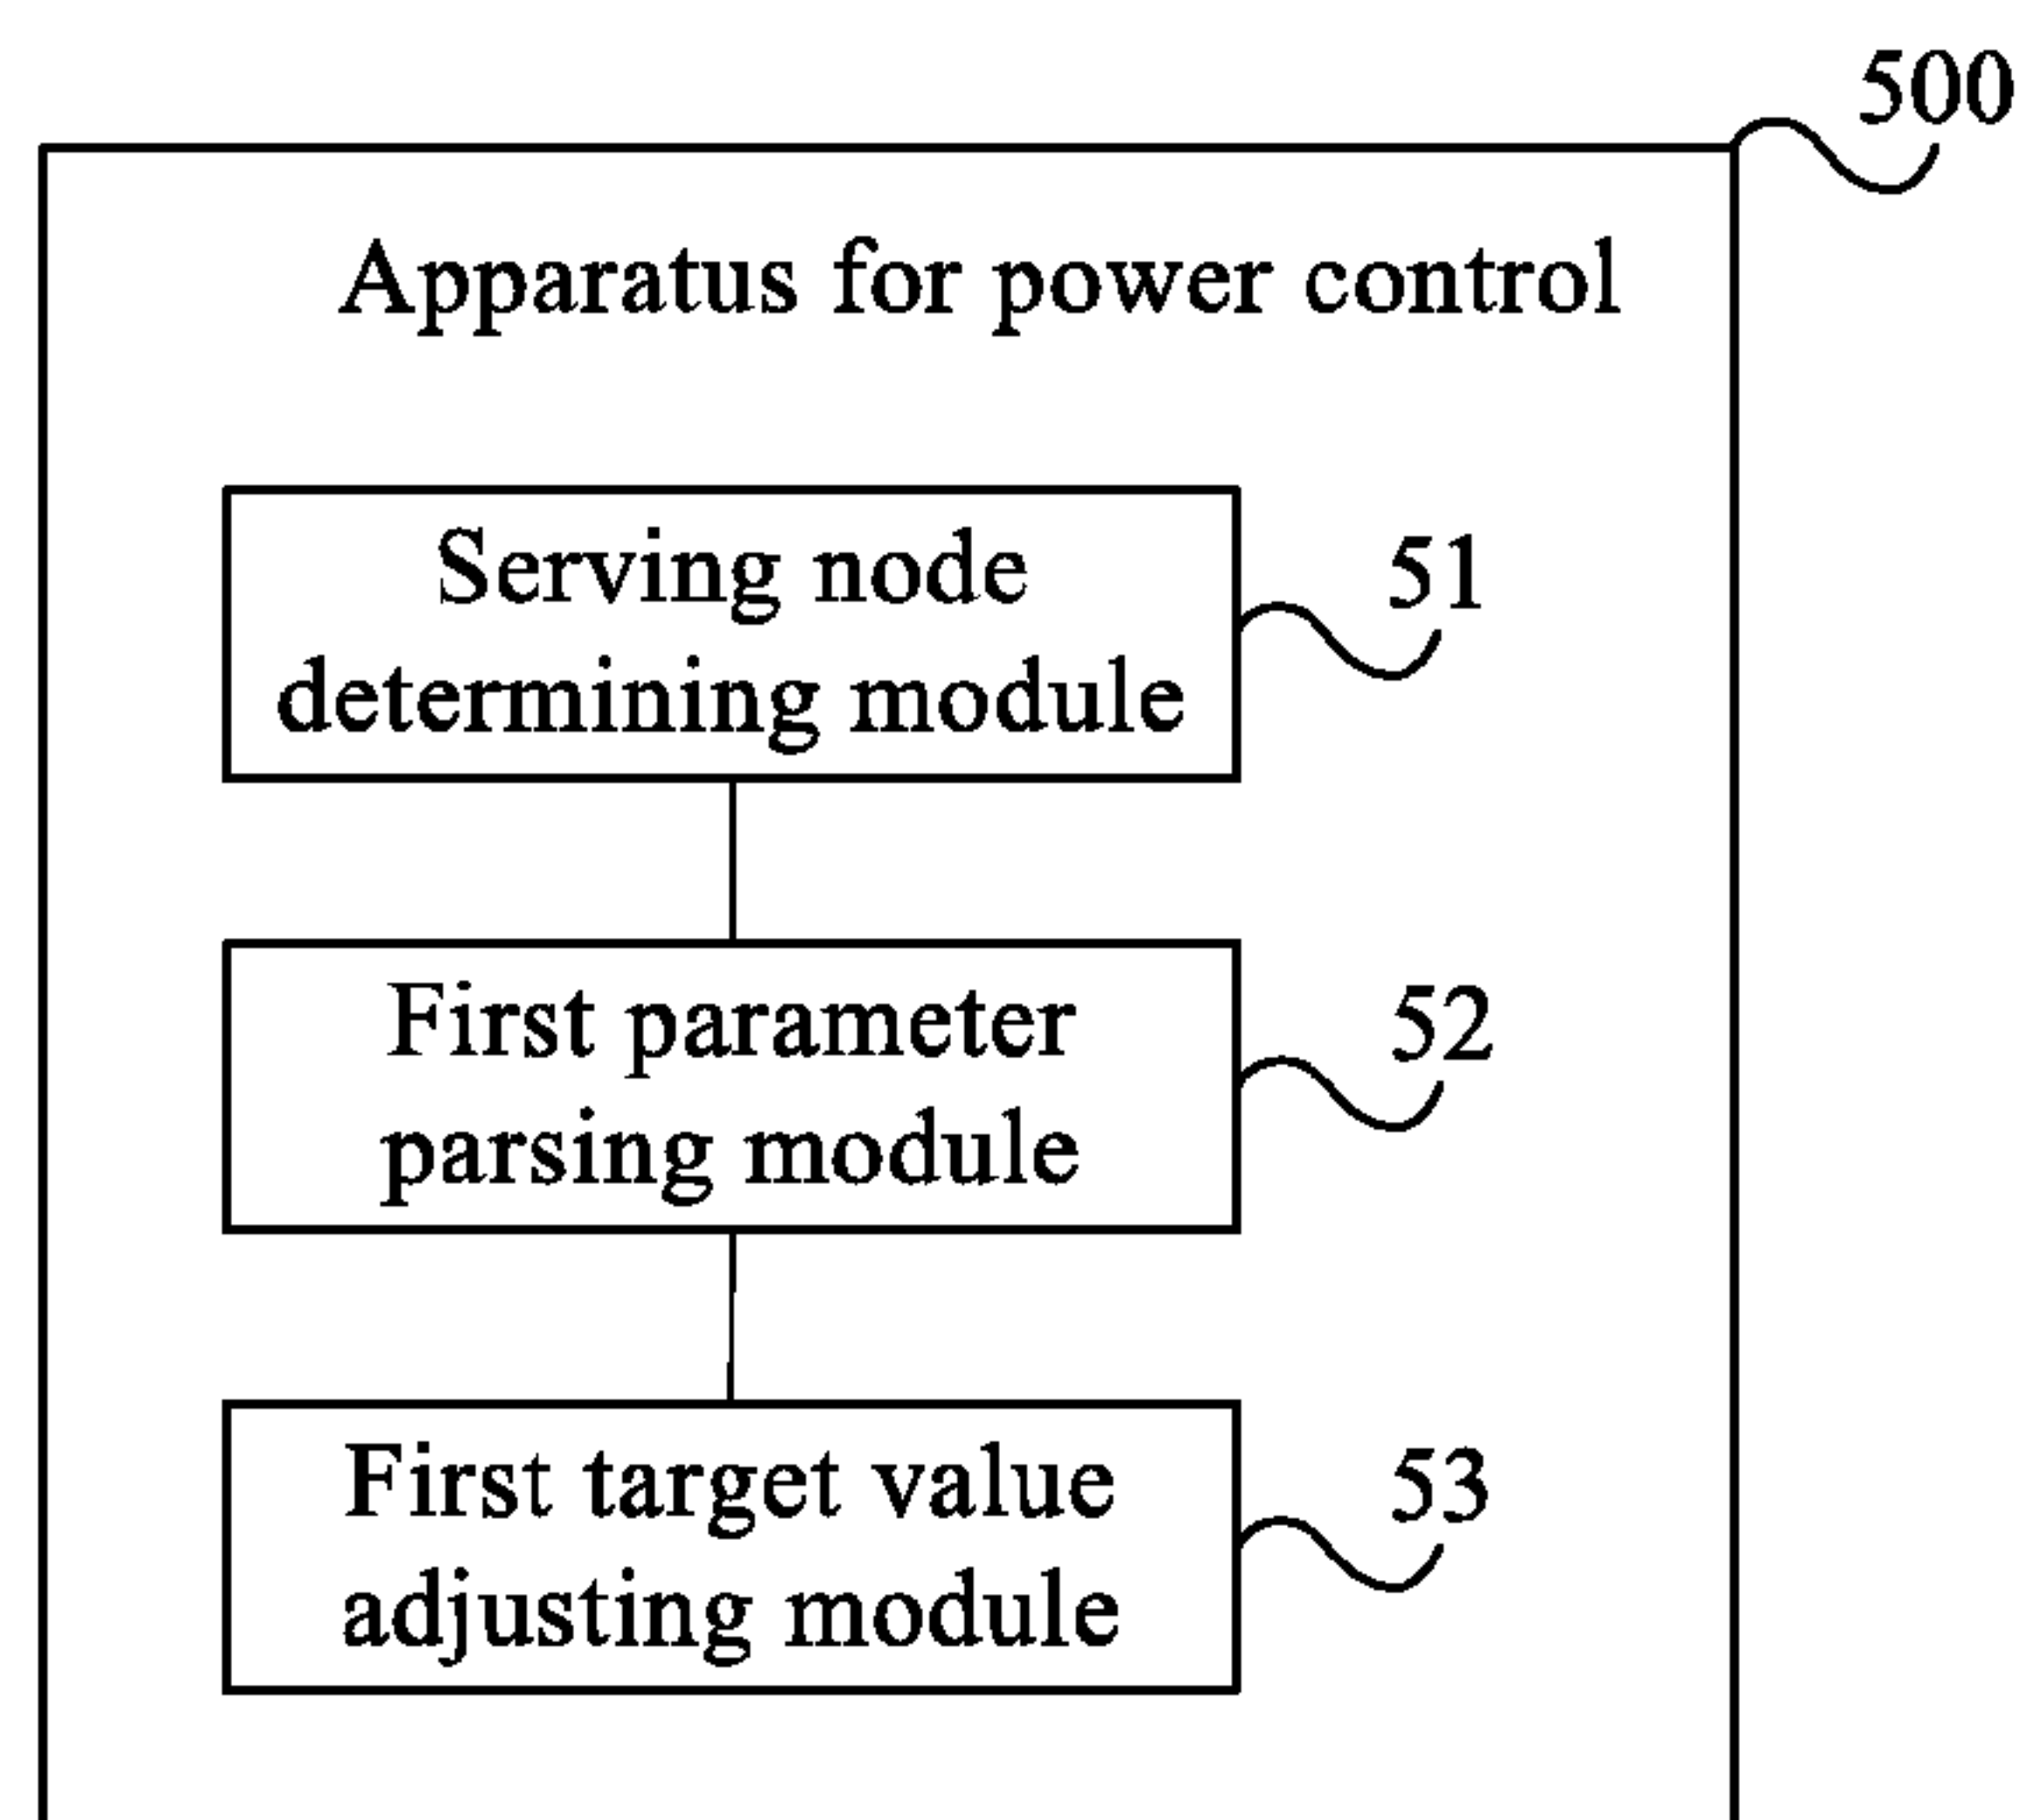 500
Apparatus for power control
Serving node
determining module
51
First parameter
parsing module
52
First target value
adjusting module
53